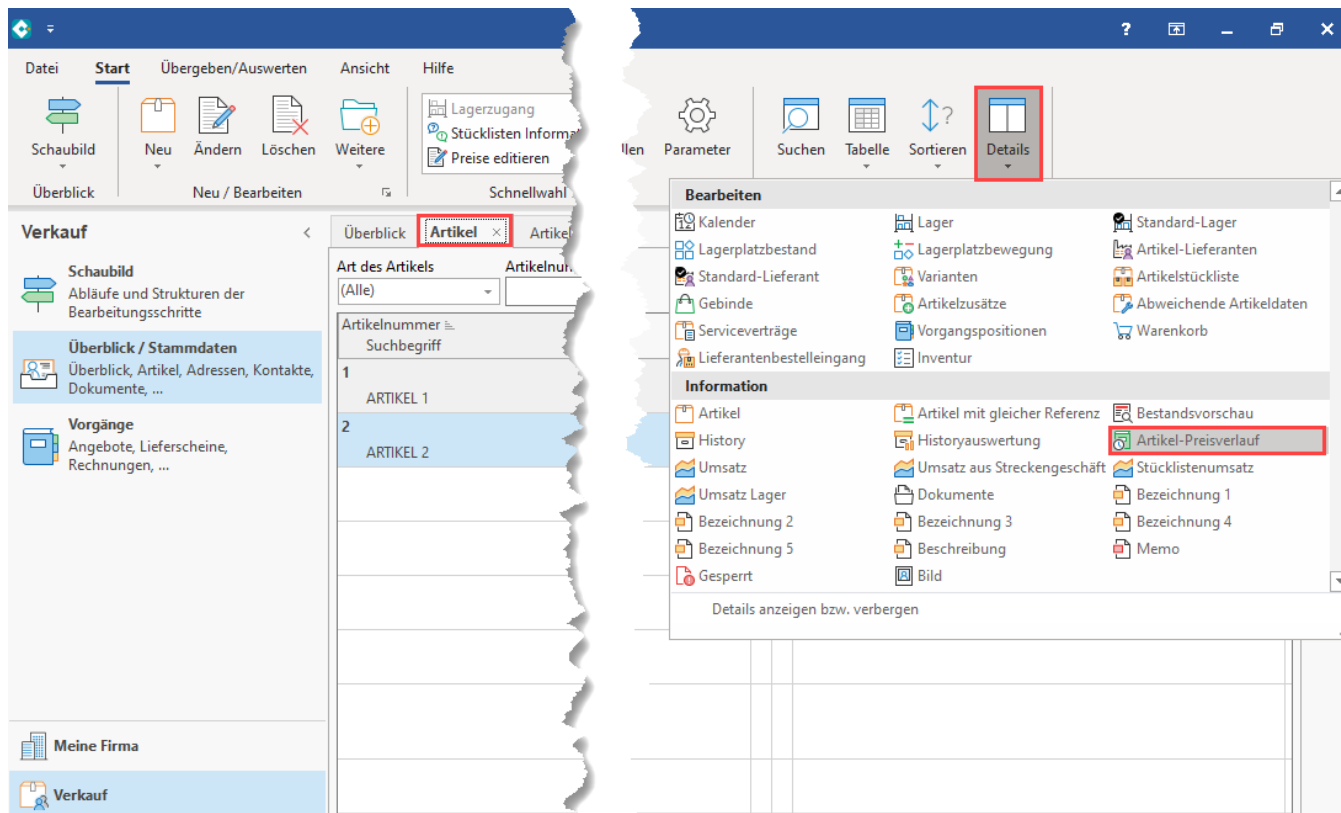 ?
Datei Start Übergeben/Auswerten Ansicht Hilfe
Schaubild
Neu Ändern Löschen
Weitere
Lagerzugang
Stücklisten Informat
Preise editieren
llen Parameter
Suchen Tabelle Sortieren Details
Überblick
Neu / Bearbeiten
Schnellwahl
Verkauf
Schaubild
Abläufe und Strukturen der
Bearbeitungsschritte
Überblick / Stammdaten
Überblick, Artikel, Adressen, Kontakte,
Dokumente, ...
Vorgänge
Angebote, Lieferscheine,
Rechnungen, ...
Meine Firma
Verkauf
Überblick Artikel Artikel
Art des Artikels Artikelnum
(Alle)
Artikelnummer
Suchbegriff
1
ARTIKEL 1
2
ARTIKEL 2
Bearbeiten
Kalender Lager Standard-Lager
Lagerplatzbestand Lagerplatzbewegung Artikel-Lieferanten
Standard-Lieferant Varianten Artikelstückliste
Gebinde Artikelzusätze Abweichende Artikeldaten
Serviceverträge Vorgangspositionen Warenkorb
Lieferantenbestelleingang Inventur
Information
Artikel Artikel mit gleicher Referenz Bestandsvorschau
History Historyauswertung Artikel-Preisverlauf
Umsatz Umsatz aus Streckengeschäft Stücklistenumsatz
Umsatz Lager Dokumente Bezeichnung 1
Bezeichnung 2 Bezeichnung 3 Bezeichnung 4
Bezeichnung 5 Beschreibung Memo
Gesperrt Bild
Details anzeigen bzw. verbergen